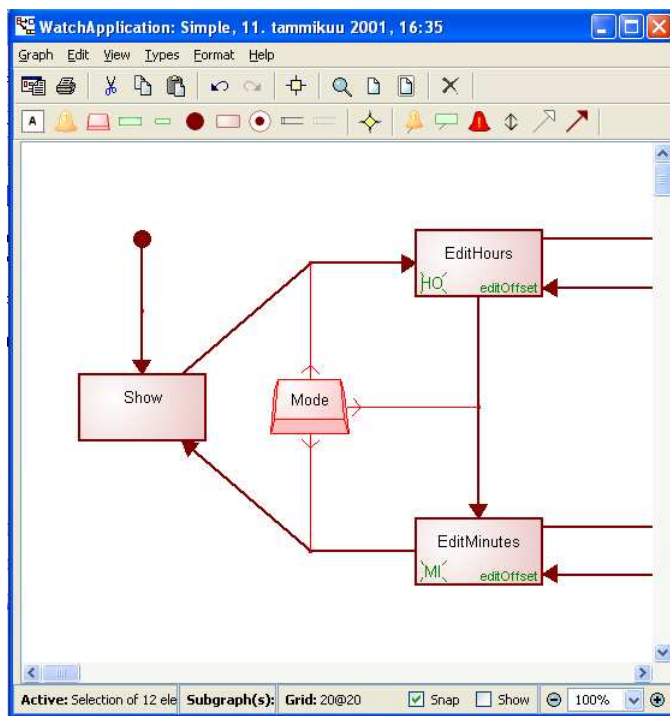 WatchApplication: Simple, 11. tammikuu 2001, 16:35
Graph Edit View Types Format Help
A
EditHours
HO editOffset
Show
Mode
EditMinutes
MI editOffset
Active: Selection of 12 ele Subgraph(s): Grid: 20@20 Snap Show 100%